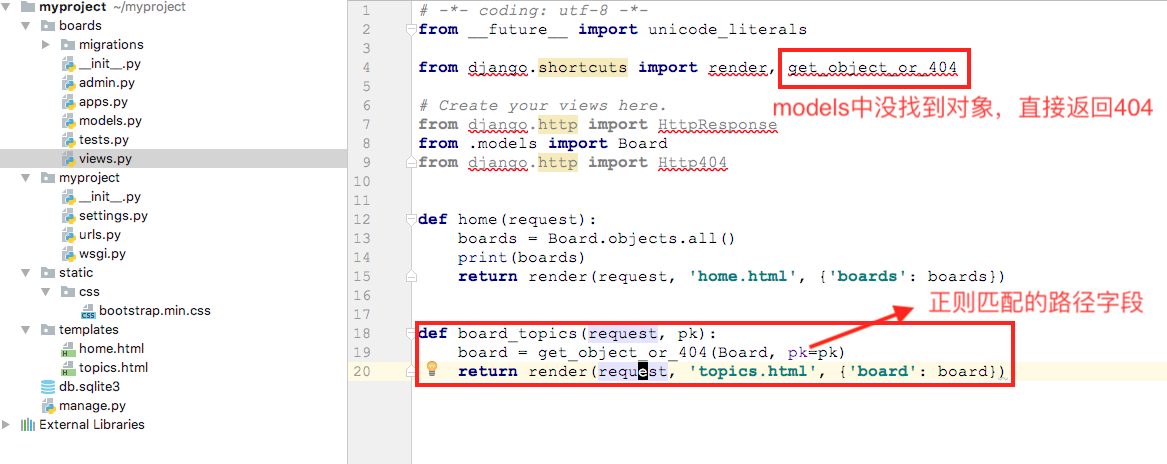 myproject ~/myproject
boards
migrations
__init__.py
admin.py
apps.py
models.py
tests.py
views.py
myproject
__init__.py
settings.py
urls.py
wsgi.py
static
css
bootstrap.min.css
templates
home.html
topics.html
db.sqlite3
manage.py
External Libraries
1 # -*- coding: utf-8 -*-
2 from __future__ import unicode_literals
3
4 from django.shortcuts import render, get_object_or_404
5
models中没找到对象，直接返回404
6 # Create your views here.
7 from django.http import HttpResponse
8 from .models import Board
9 from django.http import Http404
10
11
12 def home(request):
13     boards = Board.objects.all()
14     print(boards)
15     return render(request, 'home.html', {'boards': boards})
16
正则匹配的路径字段
17
18 def board_topics(request, pk):
19     board = get_object_or_404(Board, pk=pk)
20     return render(request, 'topics.html', {'board': board})